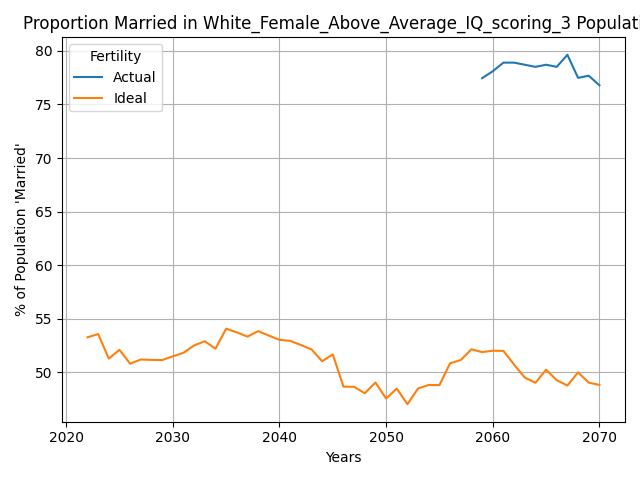 Proportion Married in White_Female_Above_Average_IQ_scoring_3 Populati
Fertility
Actual
Ideal
80
75
70
65
60
55
50
% of Population 'Married'
2020 2030 2040 2050 2060 2070
Years